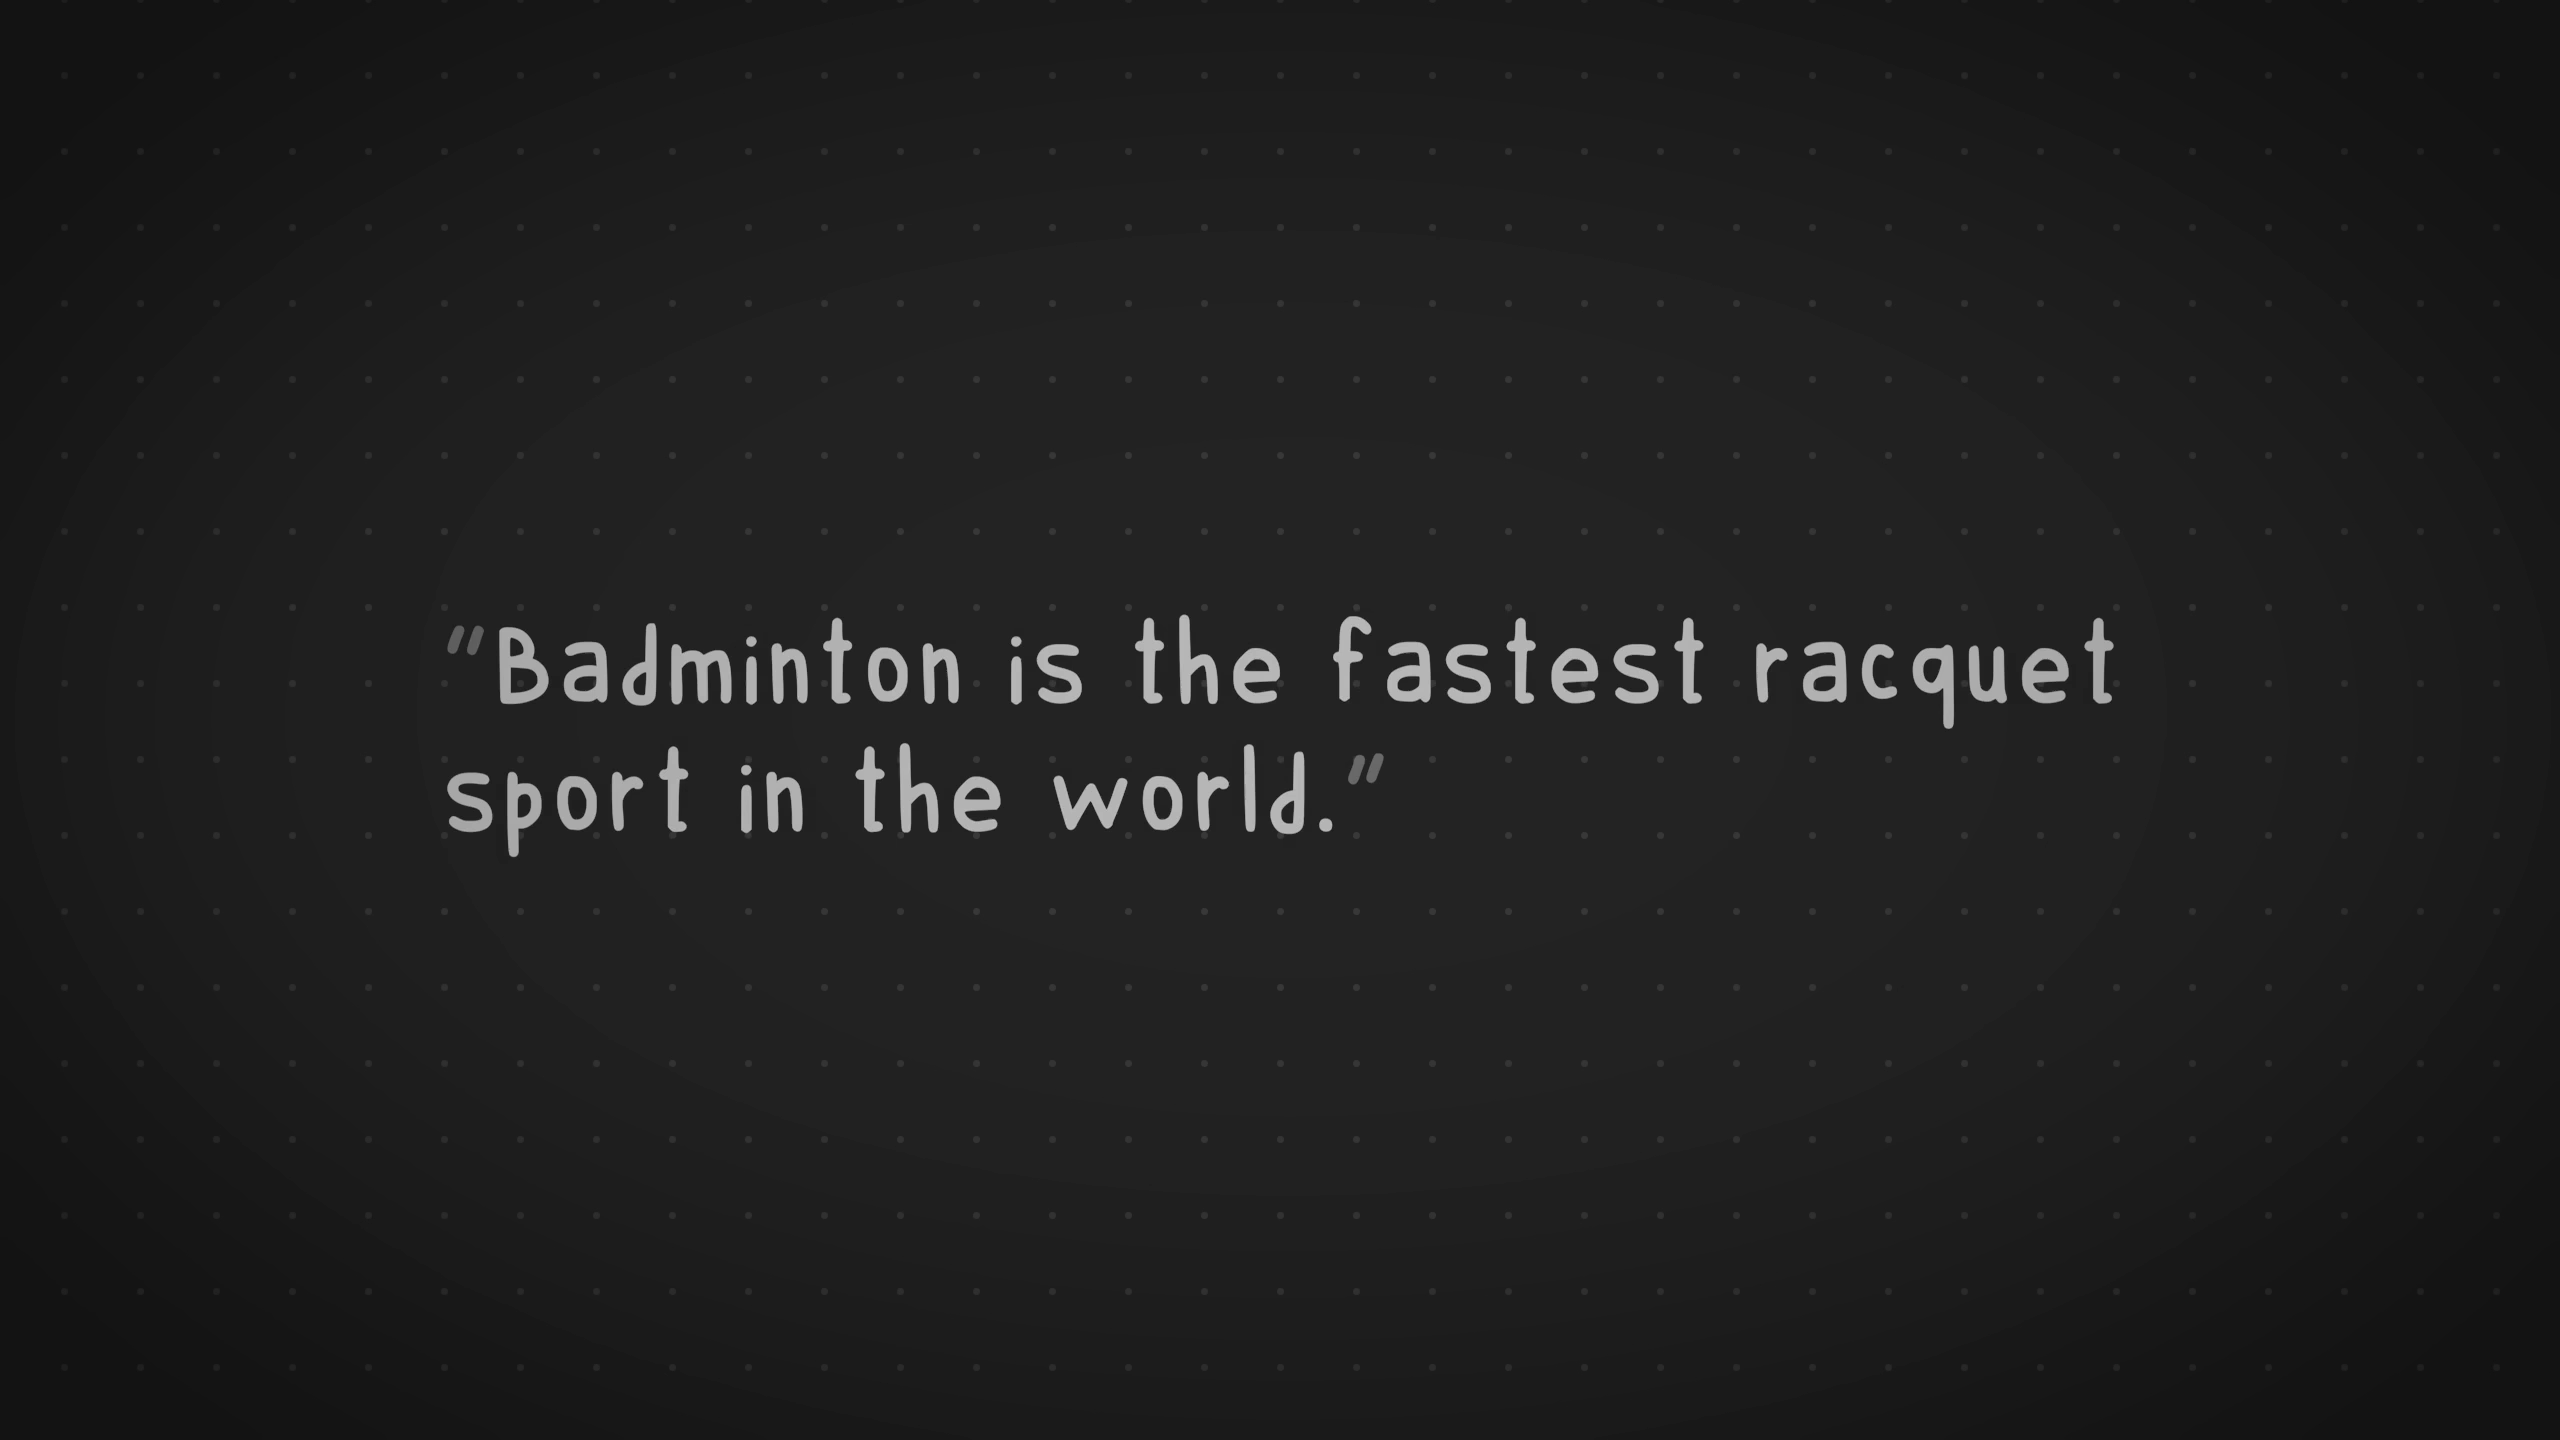 "Badminton is the fastest racquet
sport in the world."